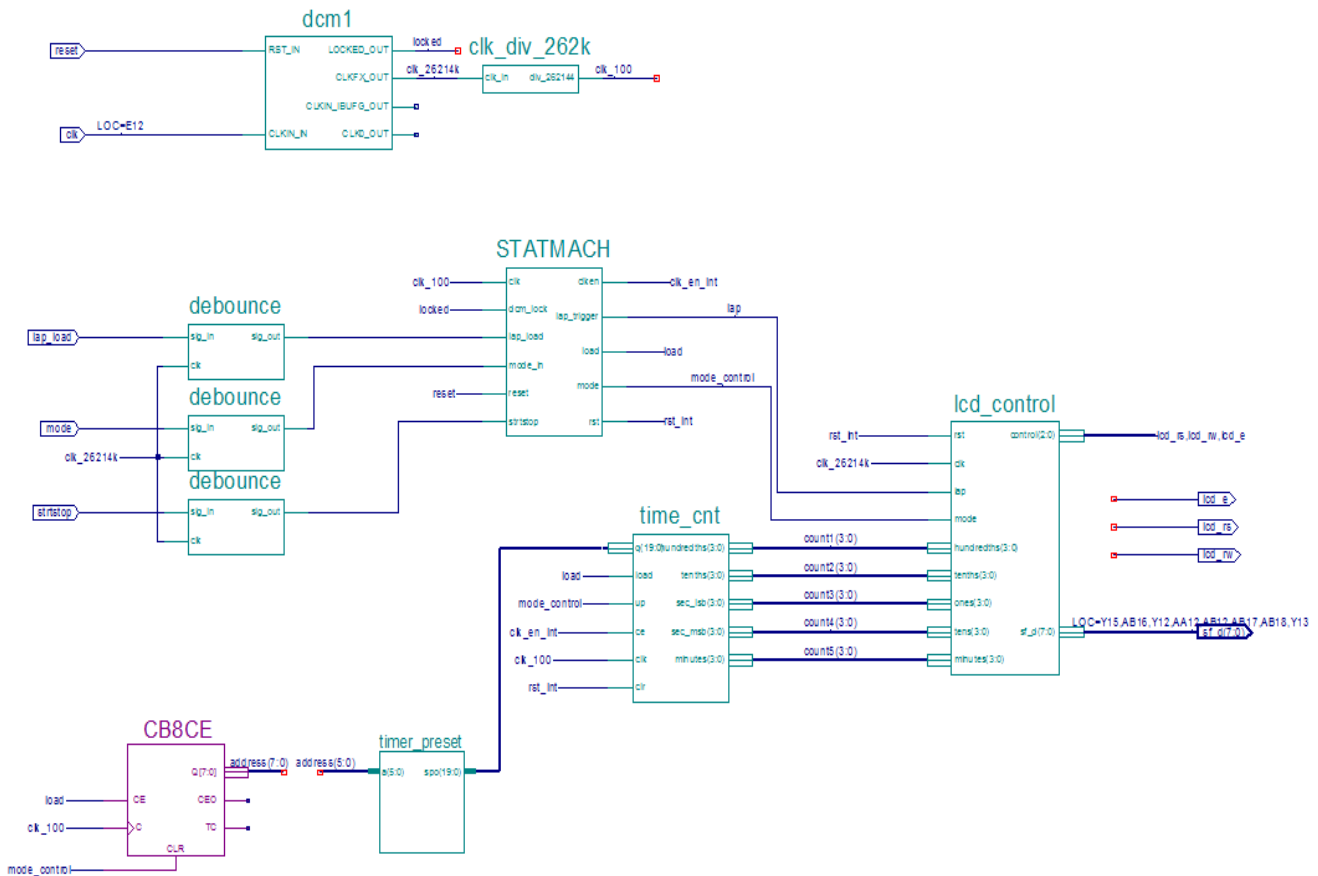 dcm1
reset
RST_IN
LOCKED_OUT
locked
clk_div_262k
CLKFX_OUT
clk_26214k
clk_in
div_262144
clk_100
CLKIN_IBUFG_OUT
clk
LOC=E12
CLKIN_IN
CLK0_OUT
STATMACH
clk_100
clk
clken
clk_en_int
locked
dcm_lock
lap_trigger
lap
debounce
lap_load
sig_in
sig_out
lap_load
load
load
clk
mode_in
mode
mode_control
debounce
reset
reset
mode
sig_in
sig_out
strtstop
rst
rst_int
clk_26214k
clk
debounce
strtstop
sig_in
sig_out
clk
lcd_control
rst_int
rst
control(2:0)
lcd_rs,lcd_rw,lcd_e
clk_26214k
clk
lap
lcd_e
mode
lcd_rs
lcd_rw
time_cnt
q(19:0)
hundredths(3:0)
count1(3:0)
hundredths(3:0)
load
load
tenths(3:0)
count2(3:0)
tenths(3:0)
mode_control
up
sec_lsb(3:0)
count3(3:0)
ones(3:0)
clk_en_int
ce
sec_msb(3:0)
count4(3:0)
tens(3:0)
sf_d(7:0)
LOC=Y15,AB16,Y12,AA12,AB12,AB17,AB18,Y13
sf_d(7:0)
clk_100
clk
minutes(3:0)
count5(3:0)
minutes(3:0)
rst_int
clr
CB8CE
timer_preset
Q[7:0]
address(7:0)
address(5:0)
a(5:0)
spo(19:0)
load
CE
CEO
clk_100
C
TC
CLR
mode_control